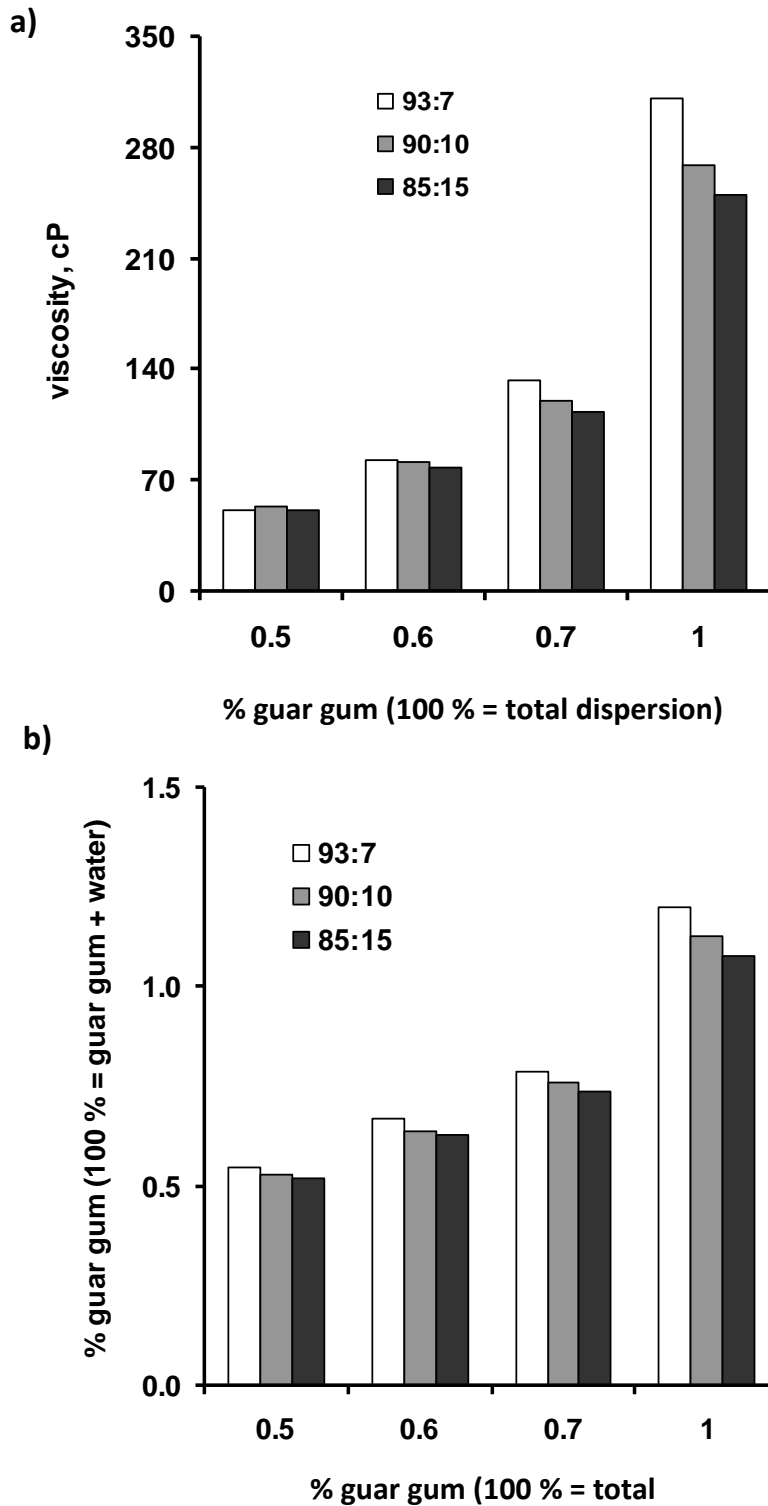 a)
350
280
210
140
70
0
viscosity, cP
93:7
90:10
85:15
0.5 0.6 0.7 1
% guar gum (100 % = total dispersion)
b)
1.5
1.0
0.5
0.0
% guar gum (100 % = guar gum + water)
93:7
90:10
85:15
0.5 0.6 0.7 1
% guar gum (100 % = total